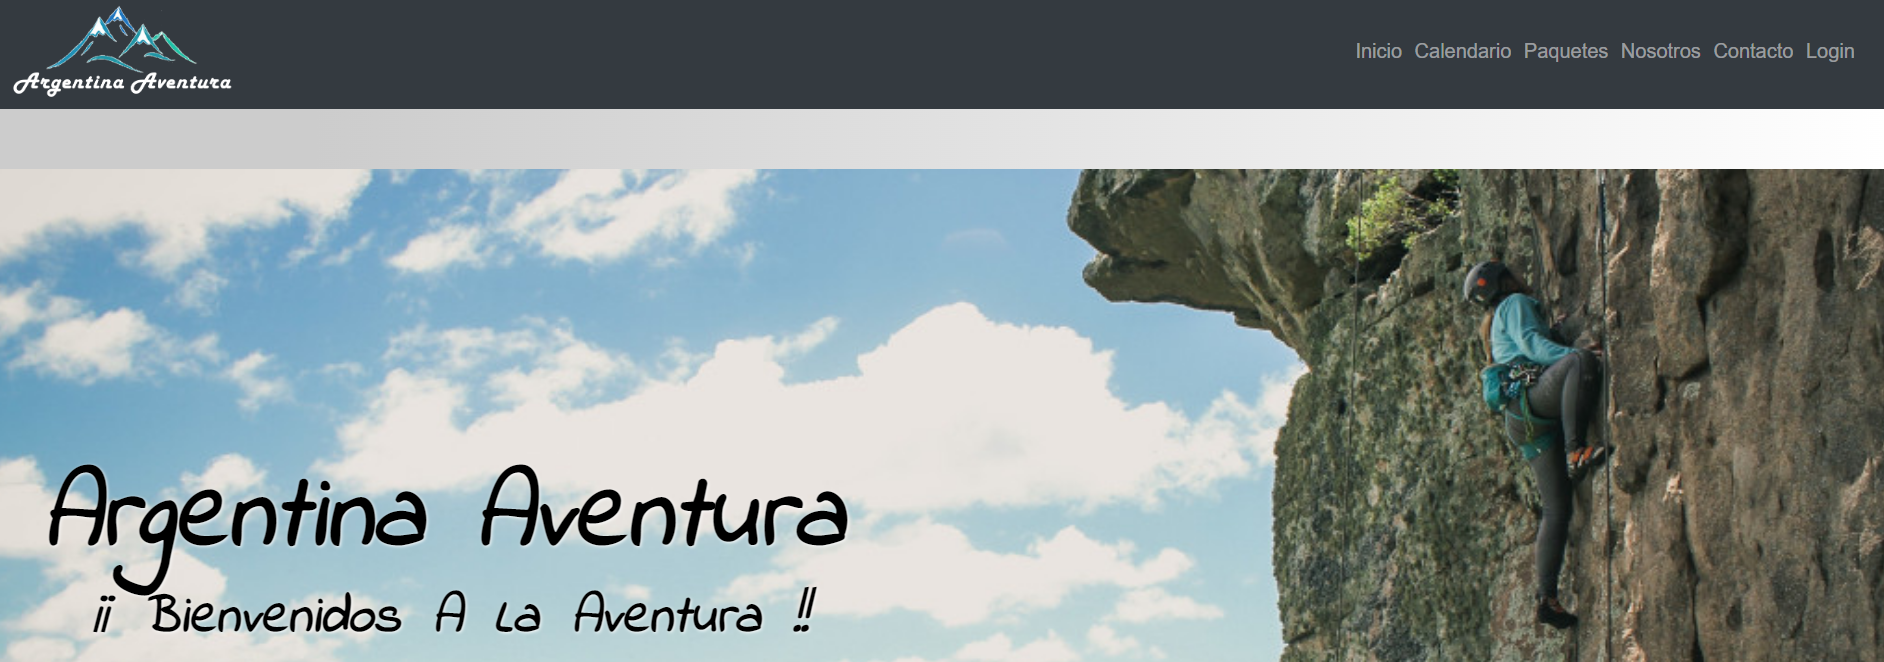 Argentina Aventura
Inicio Calendario Paquetes Nosotros Contacto Login
Argentina Aventura
¡¡ Bienvenidos A La Aventura !!